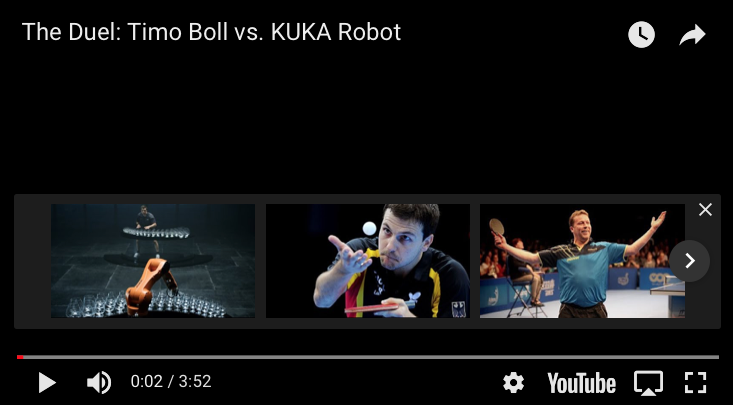 The Duel: Timo Boll vs. KUKA Robot
0:02 / 3:52
YouTube